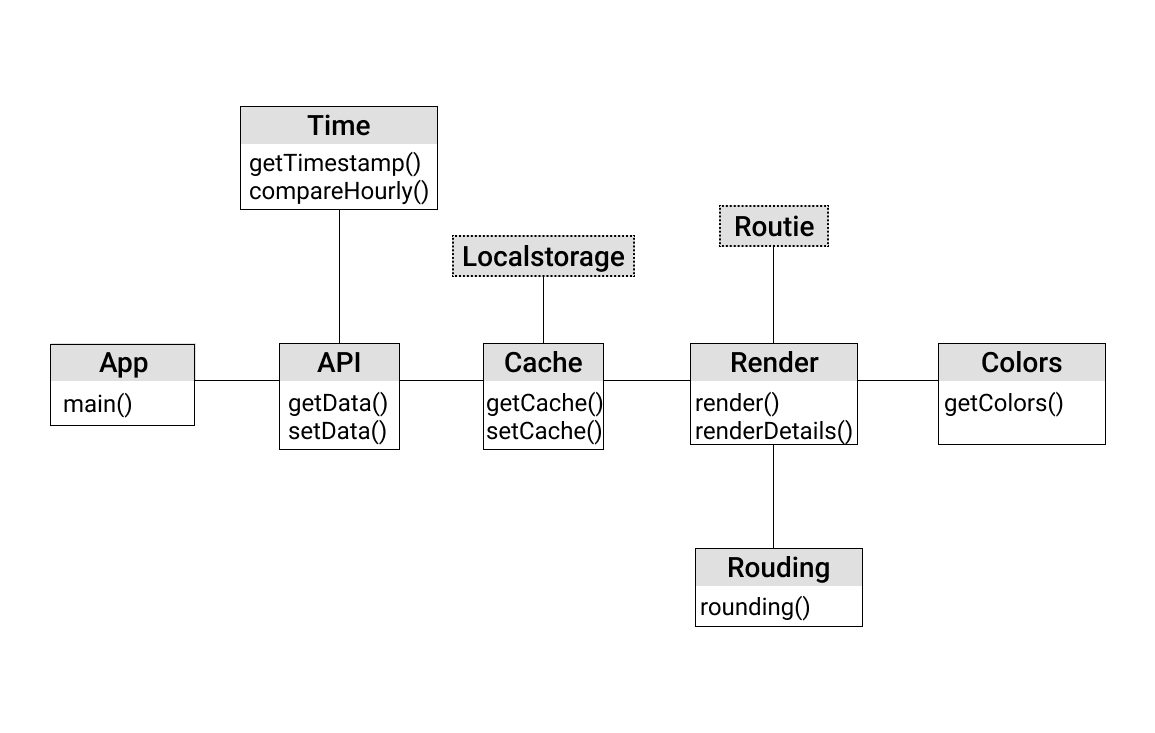 Time
getTimestamp()
compareHourly()
Routie
Localstorage
App
main()
API
getData()
setData()
Cache
getCache()
setCache()
Render
render()
renderDetails()
Colors
getColors()
Rouding
rounding()